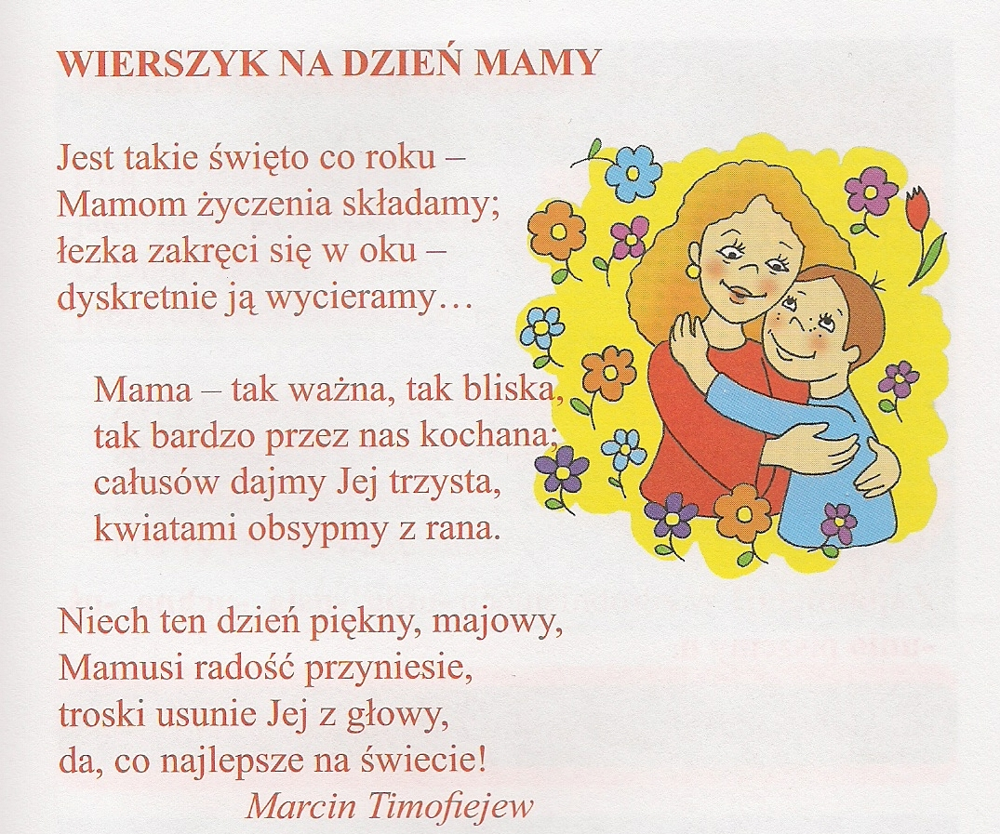 WIERSZYK NA DZIEŃ MAMY
Jest takie święto co roku –
Mamom życzenia składamy;
łezka zakręci się w oku –
dyskretnie ją wycieramy…
Mama – tak ważna, tak bliska,
tak bardzo przez nas kochana;
całusów dajmy Jej trzysta,
kwiatami obsypmy z rana.
Niech ten dzień piękny, majowy,
Mamusi radość przyniesie,
troski usunie Jej z głowy,
da, co najlepsze na świecie!
Marcin Timofiejew